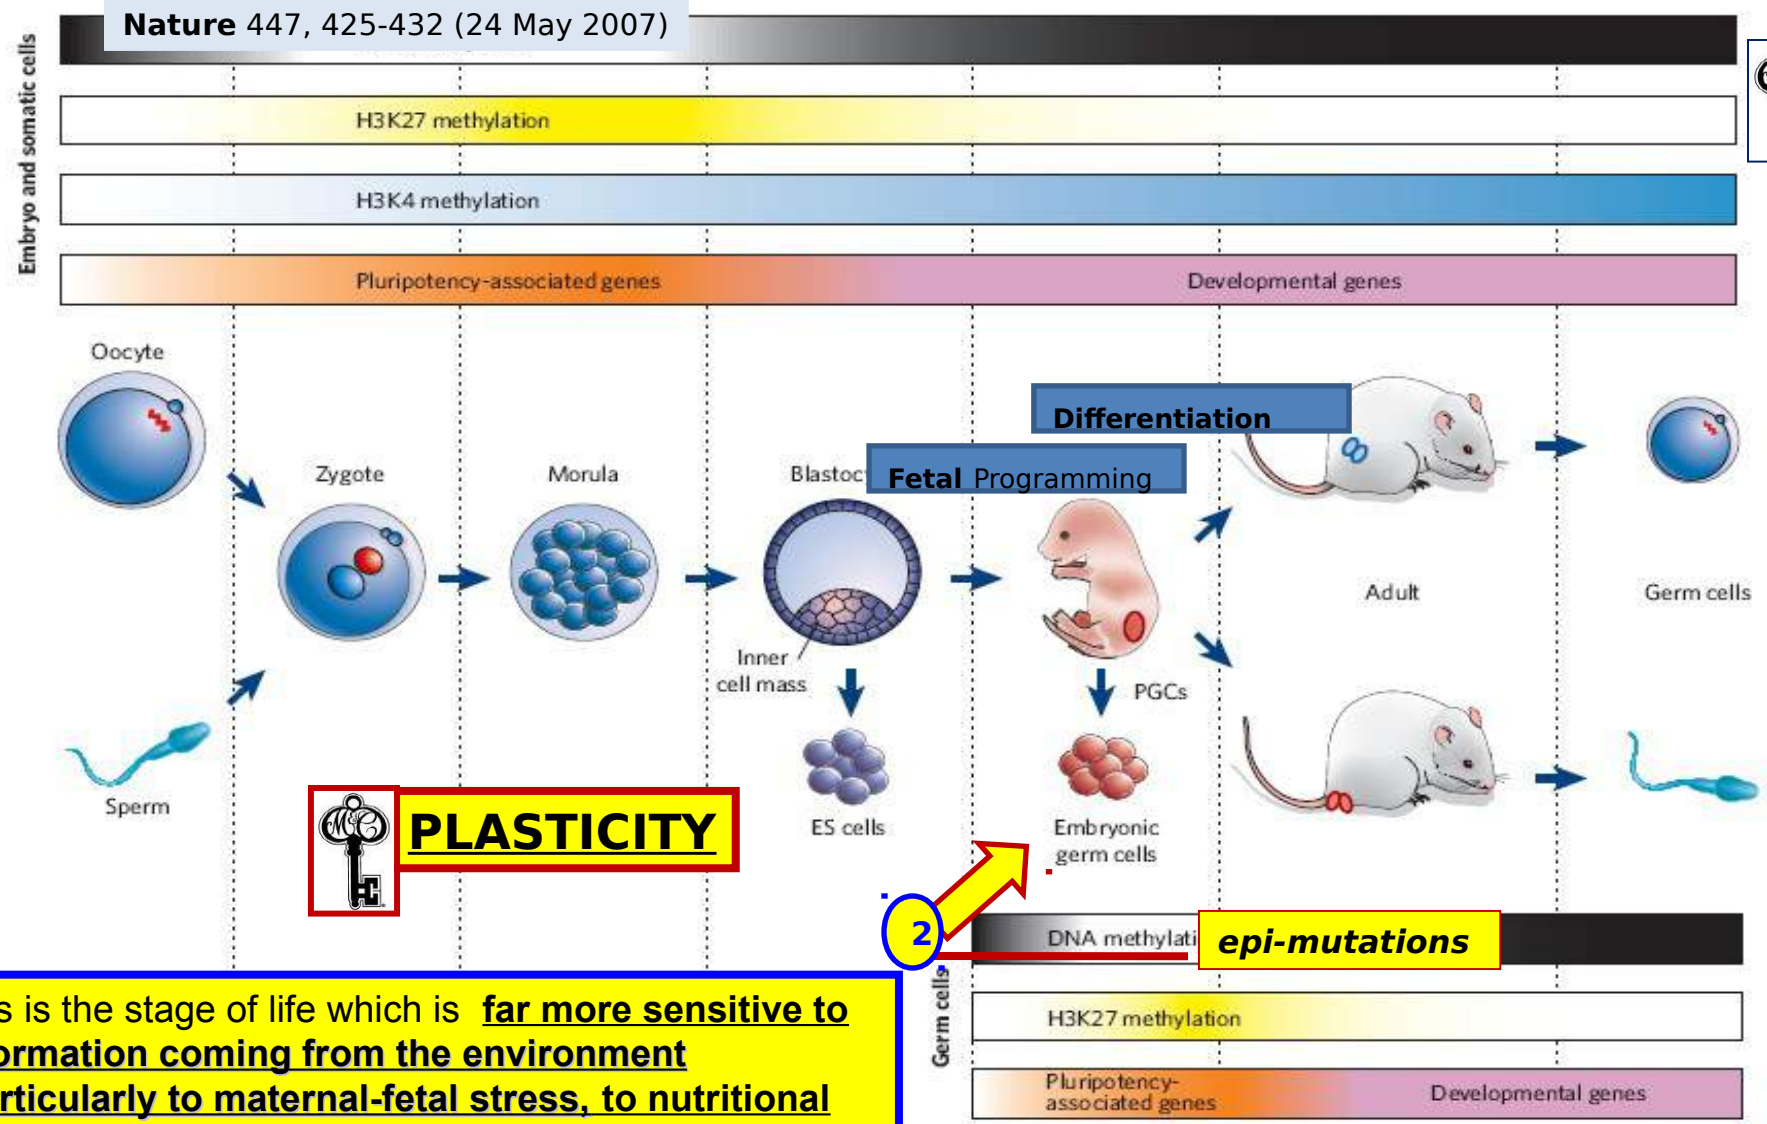 Nature 447, 425-432 (24 May 2007)
Embryo and somatic cells
H3K27 methylation
H3K4 methylation
Pluripotency-associated genes
Developmental genes
Oocyte
Differentiation
Zygote
Morula
Blastoc
Fetal Programming
Adult
Germ cells
Inner
cell mass
PGCs
Sperm
PLASTICITY
ES cells
Embryonic
germ cells
2
DNA methylati
epi-mutations
s is the stage of life which is far more sensitive to
ormation coming from the environment
rticularly to maternal-fetal stress, to nutritional
Germ cells
H3K27 methylation
Pluripotency-
associated genes
Developmental genes